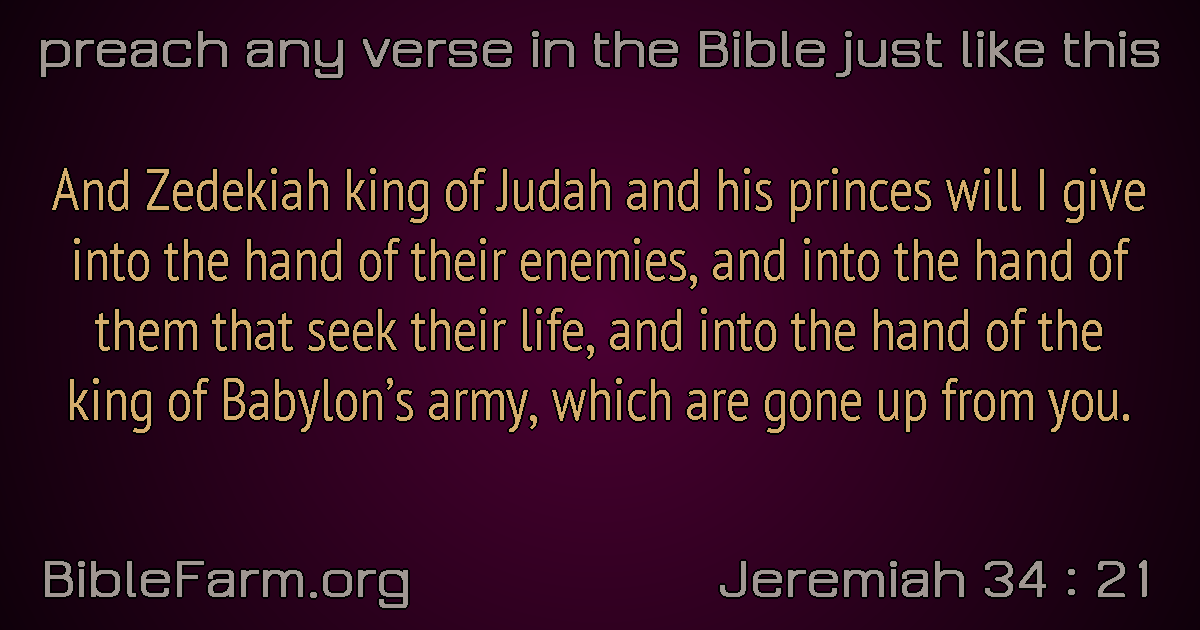 preach any verse in the Bible just like this
And Zedekiah king of Judah and his princes will I give
into the hand of their enemies, and into the hand of
them that seek their life, and into the hand of the
king of Babylon’s army, which are gone up from you.
BibleFarm.org
Jeremiah 34 : 21